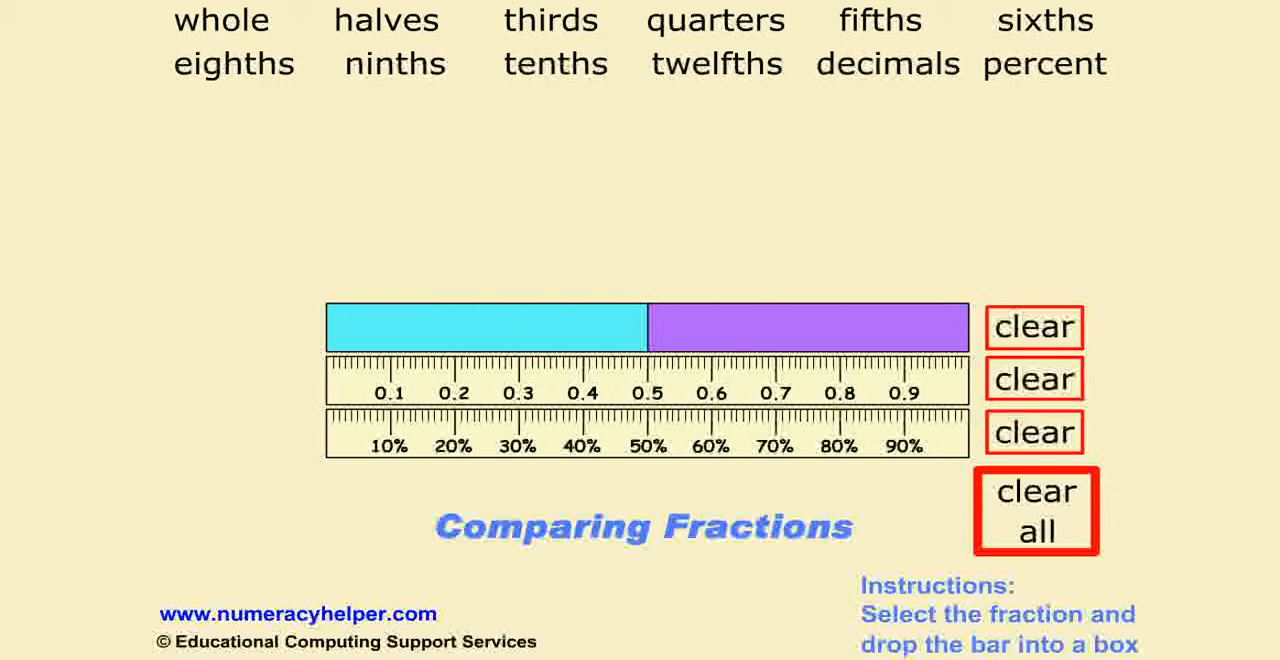 whole halves thirds quarters fifths sixths
eighths ninths tenths twelfths decimals percent
clear
0.1 0.2 0.3 0.4 0.5 0.6 0.7 0.8 0.9 clear
10% 20% 30% 40% 50% 60% 70% 80% 90% clear
clear
all
Comparing Fractions
Instructions:
Select the fraction and
drop the bar into a box
www.numeracyhelper.com
© Educational Computing Support Services